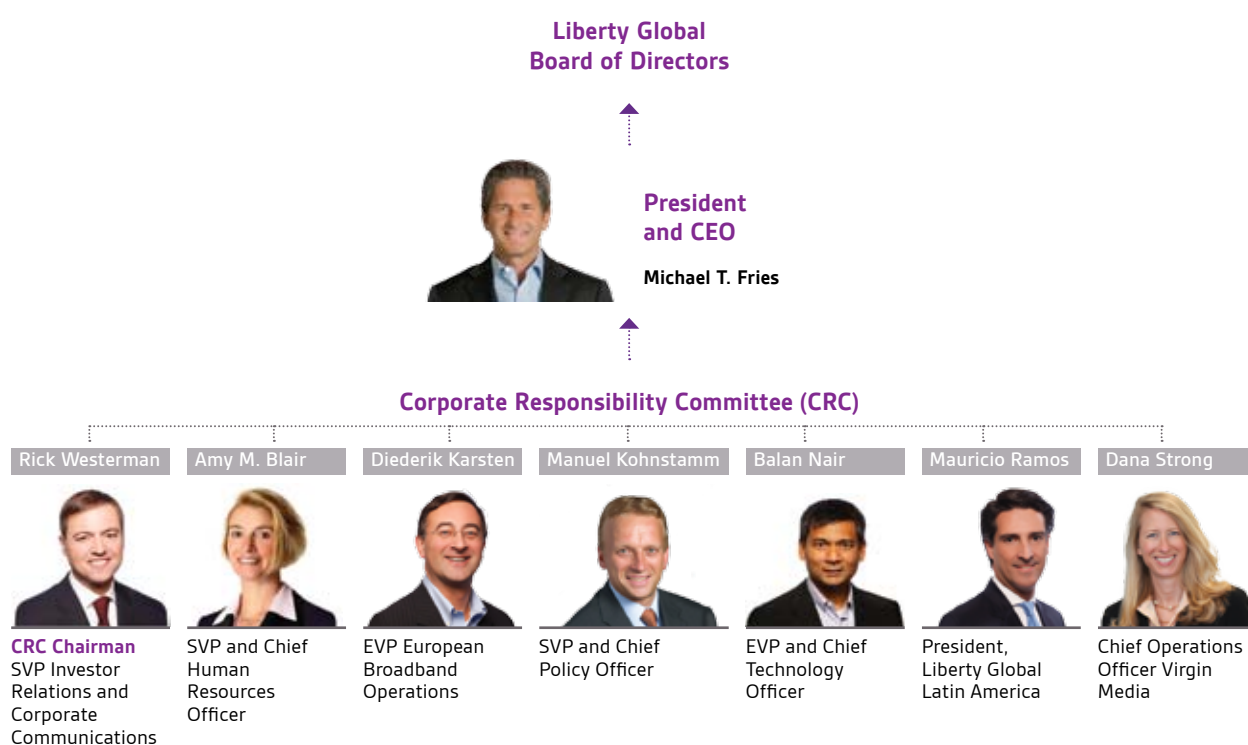 Liberty Global
Board of Directors
President
and CEO
Michael T. Fries
Corporate Responsibility Committee (CRC)
Rick Westerman
Amy M. Blair
Diederik Karsten
Manuel Kohnstamm
Balan Nair
Mauricio Ramos
Dana Strong
CRC Chairman
SVP Investor
Relations and
Corporate
Communications
SVP and Chief
Human
Resources
Officer
EVP European
Broadband
Operations
SVP and Chief
Policy Officer
EVP and Chief
Technology
Officer
President,
Liberty Global
Latin America
Chief Operations
Officer Virgin
Media